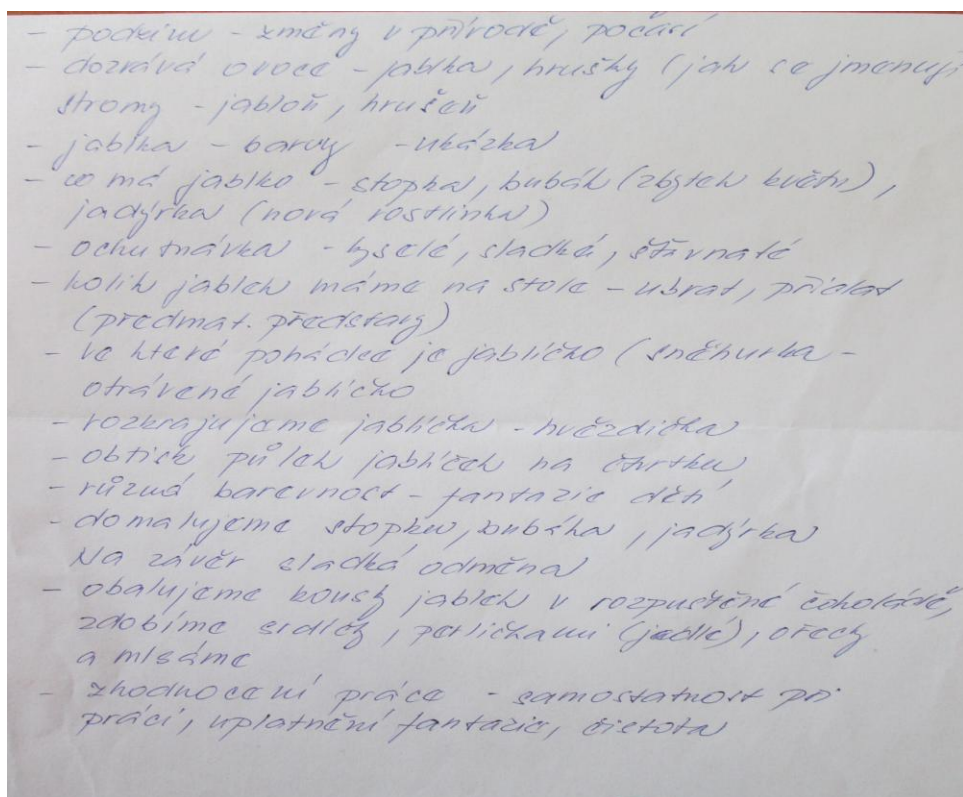 - podzim - změny v přírodě, počasí
- dozrává ovoce - jablka, hrušky (jak se jmenují
stromy - jabloň, hrušeň
- jablka - barvy - ukázka
- co má jablko - stopka, bubák (zbytek květu),
jadýrka (nová rostlinka)
- ochutnávka - kyselé, sladké, šťavnaté
- kolik jablek máme na stole - ubrat, přidat
(předmat. představy)
- ve které pohádce je jablíčko (sněhurka -
otrávené jablíčko
- rozkrajujeme jablíčka - hvězdička
- obtisk půlek jablíček na čtvrtku
- různá barevnost - fantazie dětí
- domalujeme stopku, bubáka, jadýrka
Na závěr sladká odměna
- obalujeme kousky jablek v rozpuštěné čokoládě,
zdobíme srdíčky, perličkami (jedlé), ořechy
a mlsáme
- zhodnocení práce - samostatnost při
práci, uplatnění fantazie, čistota